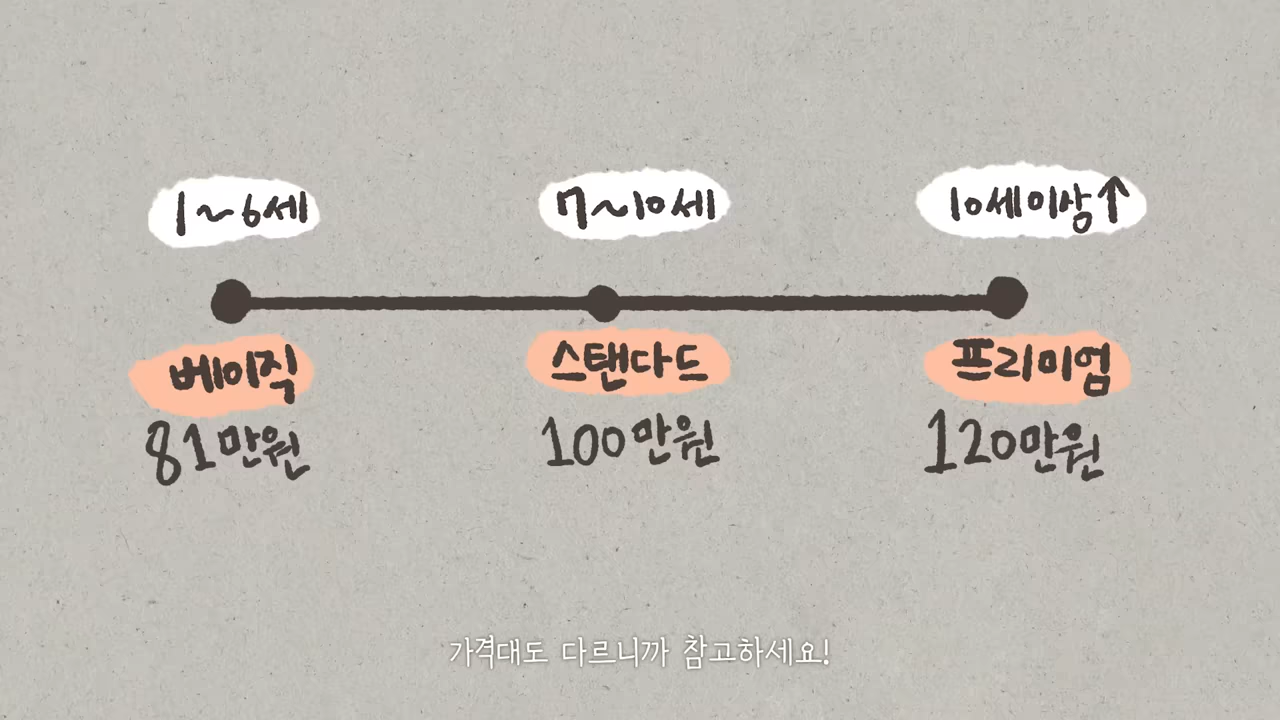 1~6세
7~10세
10세이상↑
베이직
스탠다드
프리미엄
81만원
100만원
120만원
가격대도 다르니까 참고하세요!